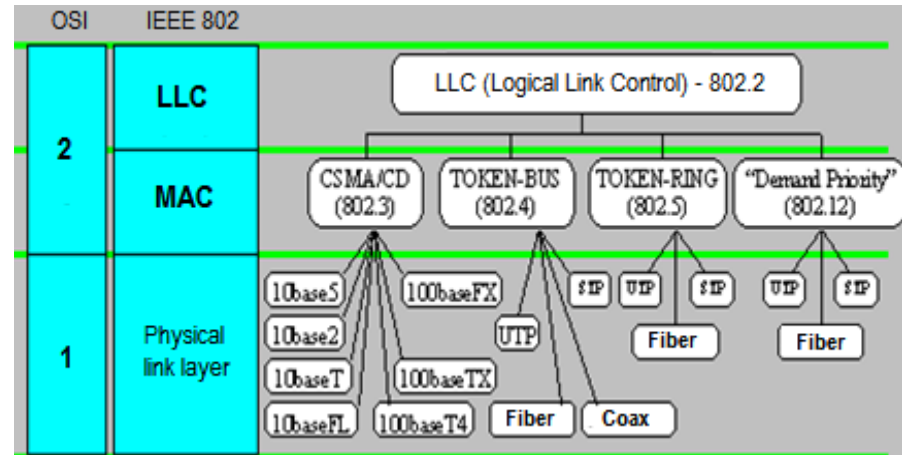 OSI IEEE 802
LLC
LLC (Logical Link Control) - 802.2
2
MAC
CSMA/CD
(802.3)
TOKEN-BUS
(802.4)
TOKEN-RING
(802.5)
“Demand Priority”
(802.12)
1
Physical
link layer
10base5
10base2
10baseT
10baseFL
100baseFX
100baseTX
100baseT4
UTP
Fiber
Coax
STP
UTP
Fiber
STP
UTP
Fiber
STP